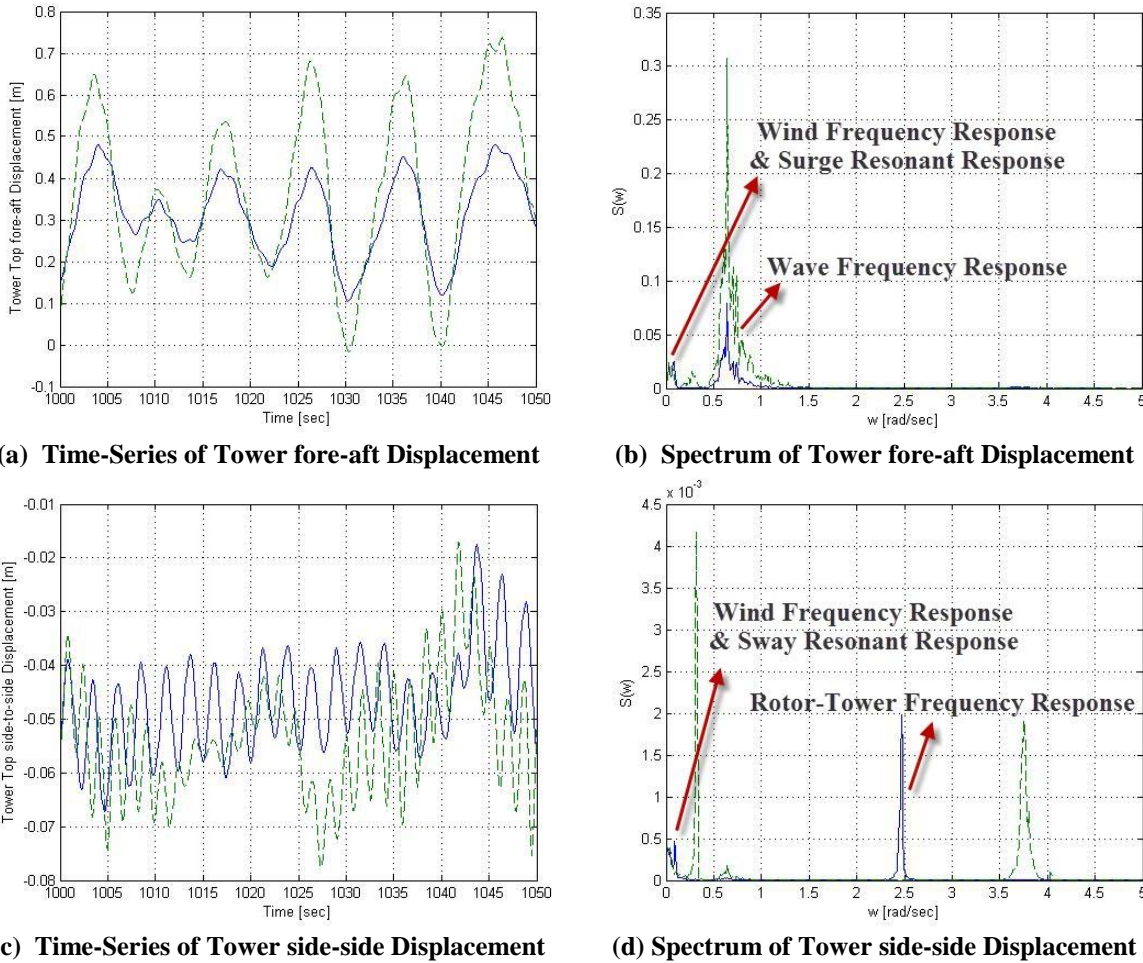 0.8
0.7
0.6
0.5
0.4
0.3
0.2
0.1
0
-0.1
Tower Top fore-aft Displacement [m]
1000 1005 1010 1015 1020 1025 1030 1035 1040 1045 1050
Time [sec]
(a) Time-Series of Tower fore-aft Displacement
0.35
0.3
0.25
0.2
0.15
0.1
0.05
0
S(w)
Wind Frequency Response
& Surge Resonant Response
Wave Frequency Response
0 0.5 1 1.5 2 2.5 3 3.5 4 4.5 5
w [rad/sec]
(b) Spectrum of Tower fore-aft Displacement
-0.01
-0.02
-0.03
-0.04
-0.05
-0.06
-0.07
-0.08
Tower Top side-to-side Displacement [m]
1000 1005 1010 1015 1020 1025 1030 1035 1040 1045 1050
Time [sec]
c) Time-Series of Tower side-side Displacement
x 10-3
4.5
4
3.5
3
2.5
2
1.5
1
0.5
0
S(w)
Wind Frequency Response
& Sway Resonant Response
Rotor-Tower Frequency Response
0 0.5 1 1.5 2 2.5 3 3.5 4 4.5 5
w [rad/sec]
(d) Spectrum of Tower side-side Displacement